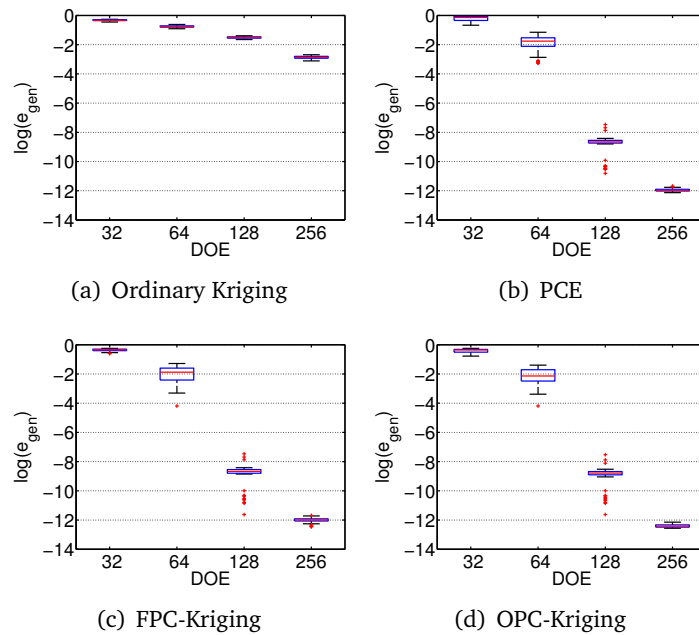 0
−2
−4
−6
−8
−10
−12
−14
log(e_gen)
32 64 128 256
DOE
(a) Ordinary Kriging
0
−2
−4
−6
−8
−10
−12
−14
log(e_gen)
32 64 128 256
DOE
(b) PCE
0
−2
−4
−6
−8
−10
−12
−14
log(e_gen)
32 64 128 256
DOE
(c) FPC-Kriging
0
−2
−4
−6
−8
−10
−12
−14
log(e_gen)
32 64 128 256
DOE
(d) OPC-Kriging